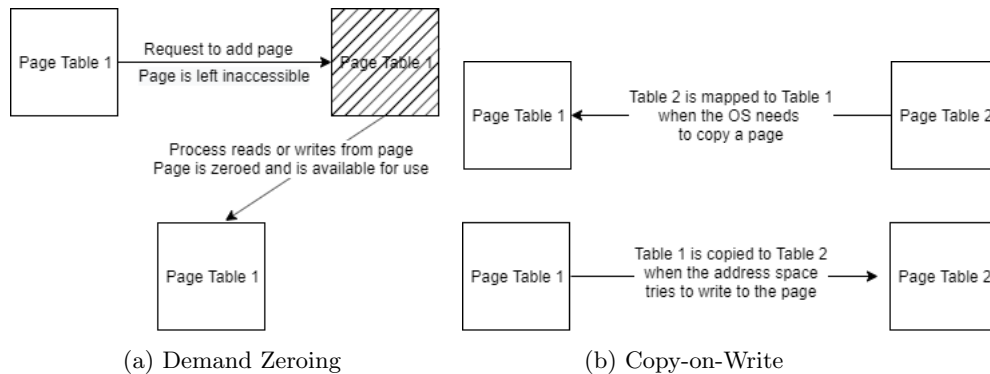 Page Table 1
Request to add page
Page is left inaccessible
Page Table 1
Process reads or writes from page
Page is zeroed and is available for use
Page Table 1
(a) Demand Zeroing
Page Table 1
Table 2 is mapped to Table 1
when the OS needs
to copy a page
Page Table 2
Page Table 1
Table 1 is copied to Table 2
when the address space
tries to write to the page
Page Table 2
(b) Copy-on-Write